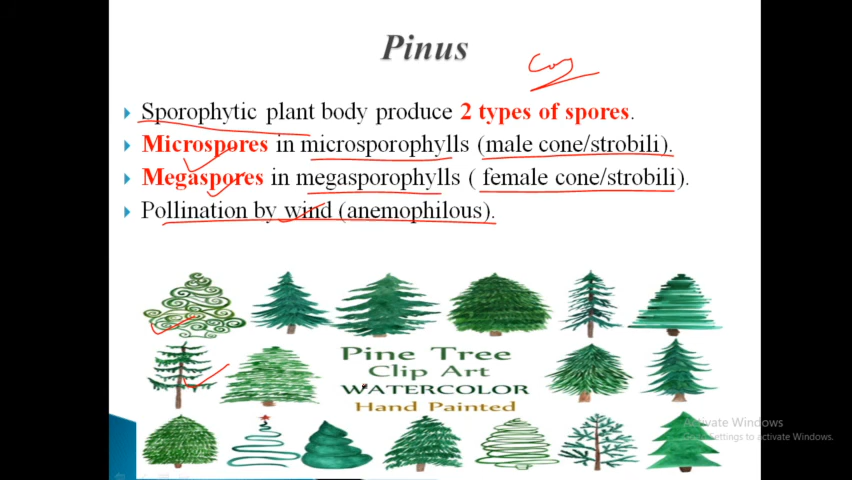 Pinus
Sporophytic plant body produce 2 types of spores.
Microspores in microsporophylls (male cone/strobili).
Megaspores in megasporophylls ( female cone/strobili).
Pollination by wind (anemophilous).
Pine Tree
Clip Art
WATERCOLOR
Hand Painted
Activate Windows
Settings to activate Windows.